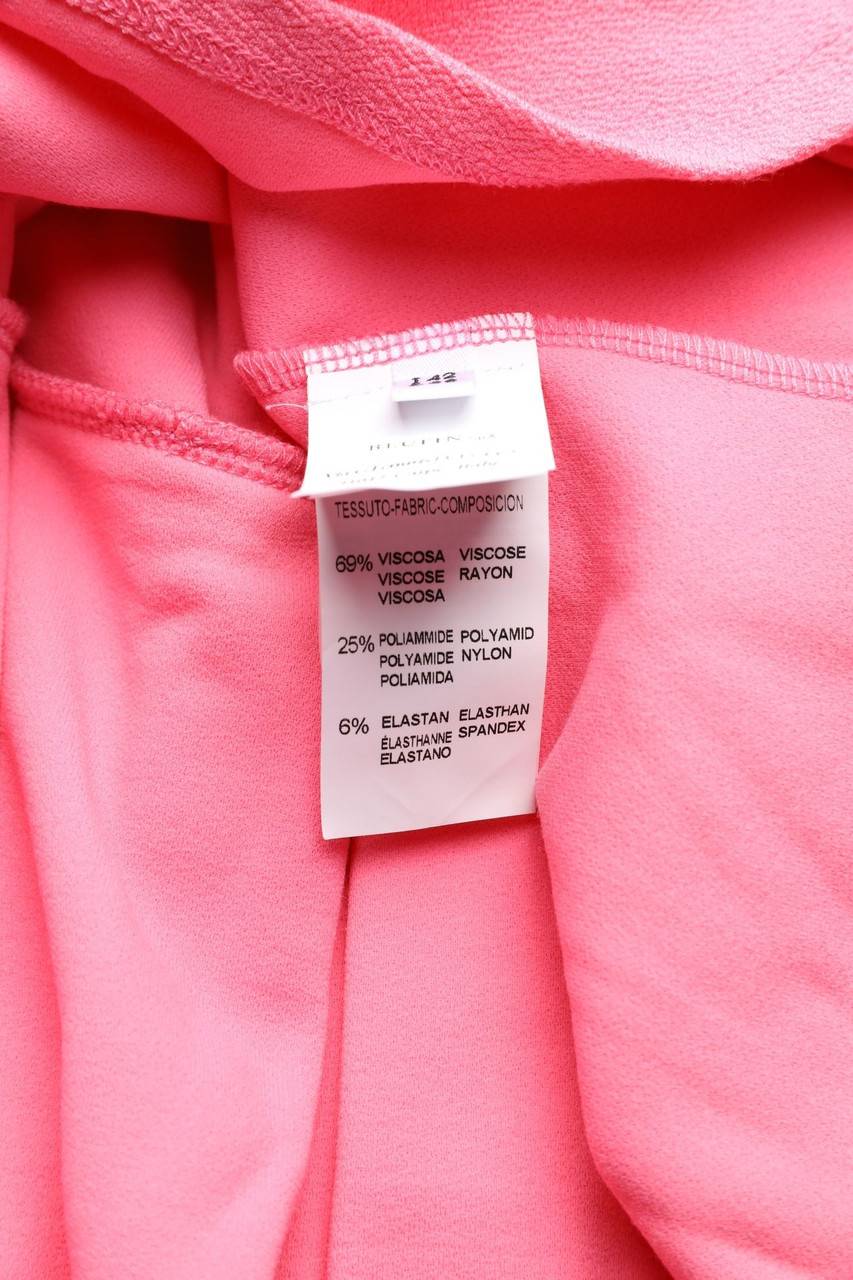 I 42
TESSUTO-FABRIC-COMPOSICION
69% VISCOSA VISCOSE
VISCOSE RAYON
VISCOSA
25% POLIAMMIDE POLYAMID
POLYAMIDE NYLON
POLIAMIDA
6% ELASTAN ELASTHAN
ÉLASTHANNE SPANDEX
ELASTANO